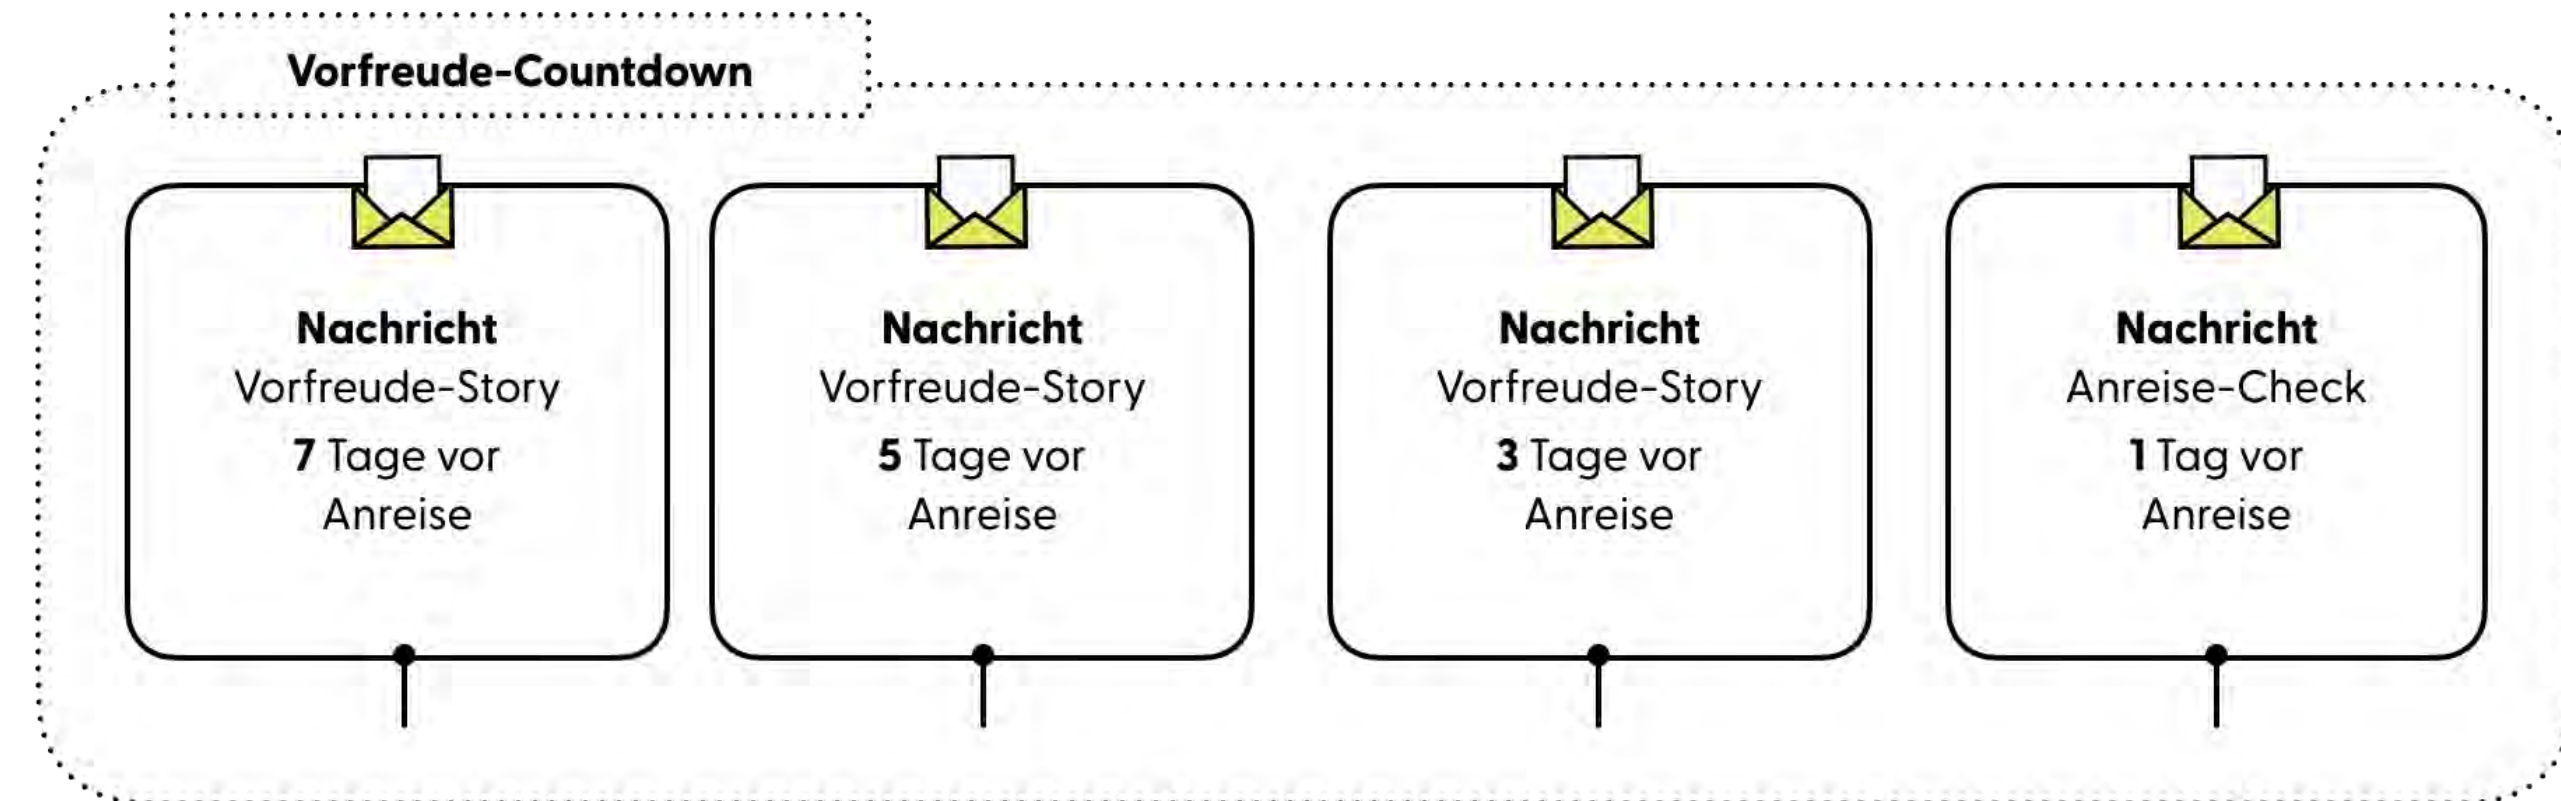 Vorfreude-Countdown
Nachricht
Vorfreude-Story
7 Tage vor
Anreise
Nachricht
Vorfreude-Story
5 Tage vor
Anreise
Nachricht
Vorfreude-Story
3 Tage vor
Anreise
Nachricht
Anreise-Check
1 Tag vor
Anreise